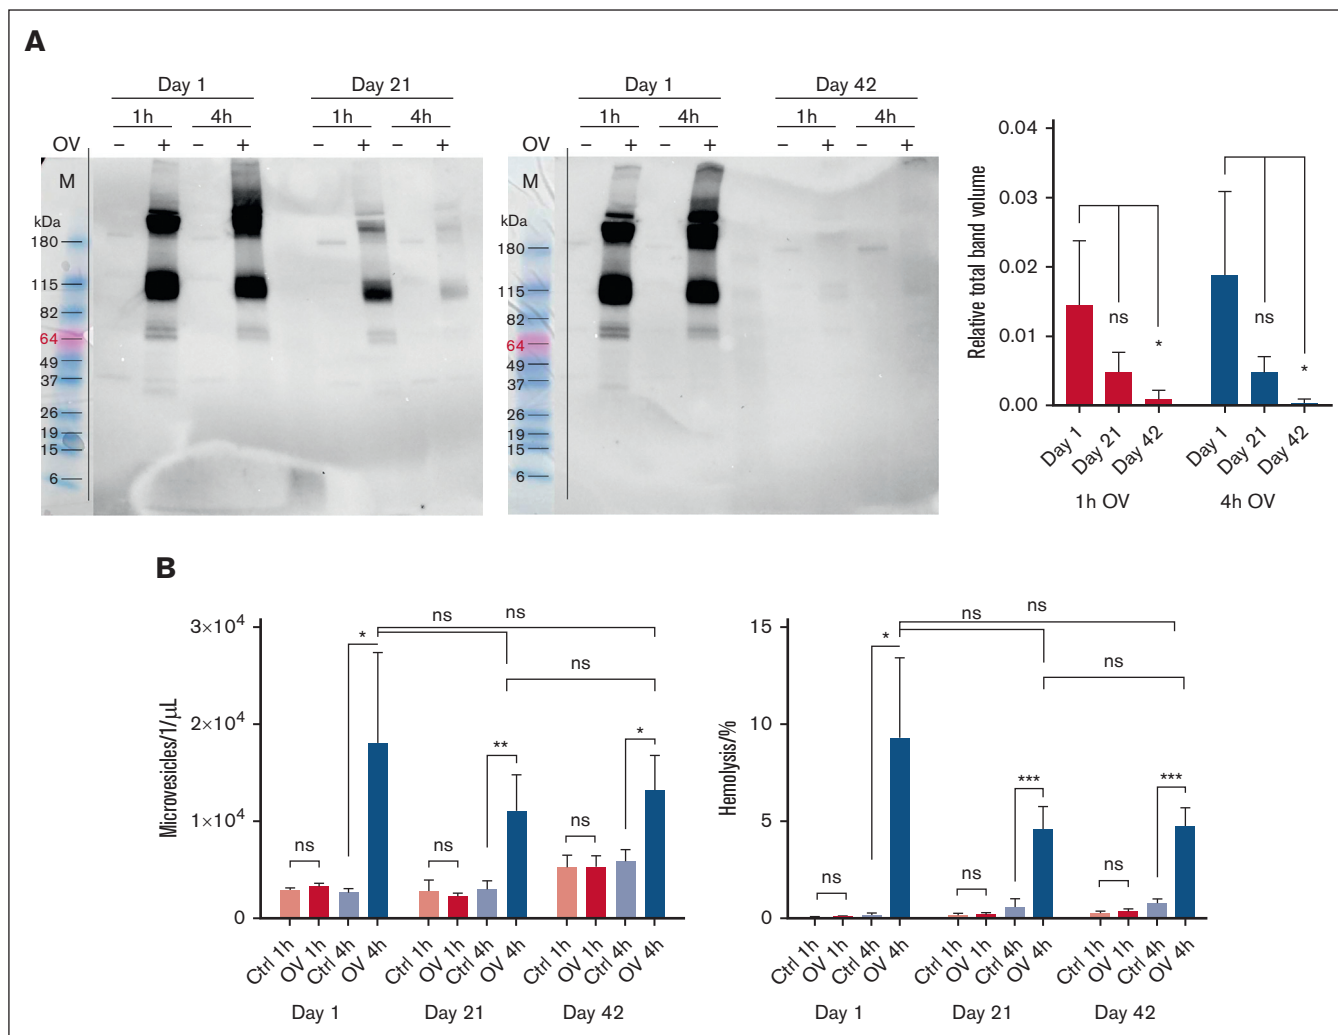 A
Day 1 Day 21
1h 4h 1h 4h
OV − + − + − + − +
M
kDa
180
115
82
64
49
37
26
19
15
6
Day 1 Day 42
1h 4h 1h 4h
OV − + − + − + − +
M
kDa
180
115
82
64
49
37
26
19
15
6
Relative total band volume
0.04
0.03
0.02
0.01
0.00
ns * ns *
Day 1 Day 21 Day 42 Day 1 Day 21 Day 42
1h OV 4h OV
B
Microvesicles/1/μL
3×10⁴
2×10⁴
1×10⁴
0
ns ns
* ns
** *
ns ns ns
Ctrl 1h OV 1h Ctrl 4h OV 4h Ctrl 1h OV 1h Ctrl 4h OV 4h Ctrl 1h OV 1h Ctrl 4h OV 4h
Day 1 Day 21 Day 42
Hemolysis/%
15
10
5
0
ns
* ns
ns
*** ***
ns ns ns
Ctrl 1h OV 1h Ctrl 4h OV 4h Ctrl 1h OV 1h Ctrl 4h OV 4h Ctrl 1h OV 1h Ctrl 4h OV 4h
Day 1 Day 21 Day 42